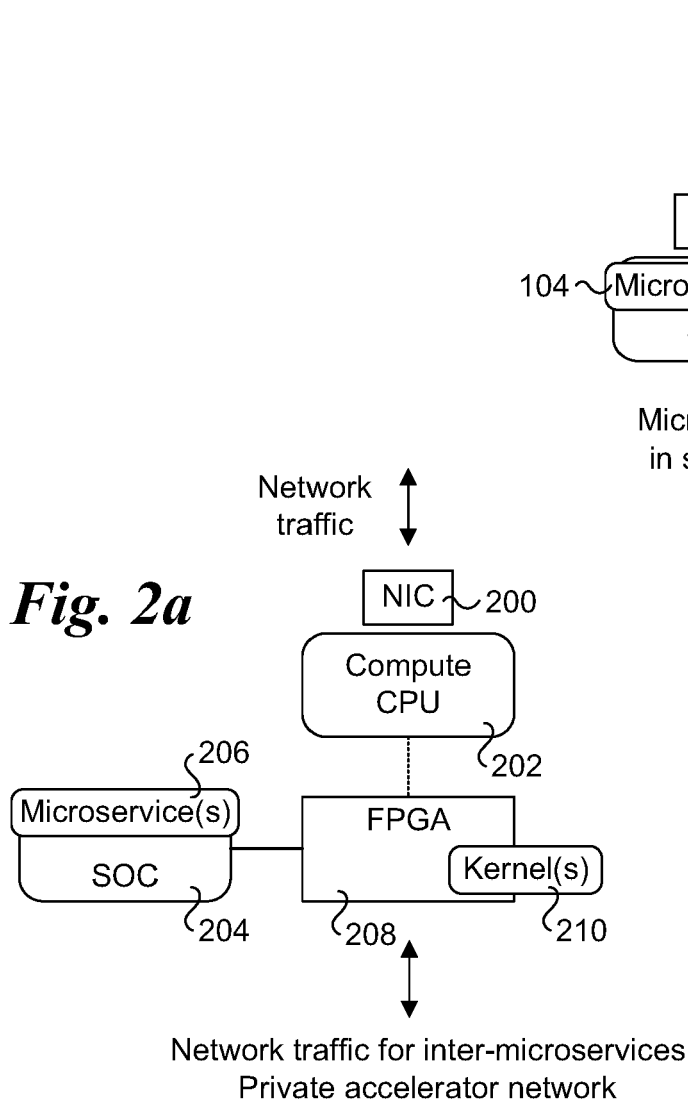 104
Micro
Micr
in s
Network
traffic
Fig. 2a
NIC
200
Compute
CPU
202
206
Microservice(s)
SOC
204
FPGA
208
Kernel(s)
210
Network traffic for inter-microservices
Private accelerator network